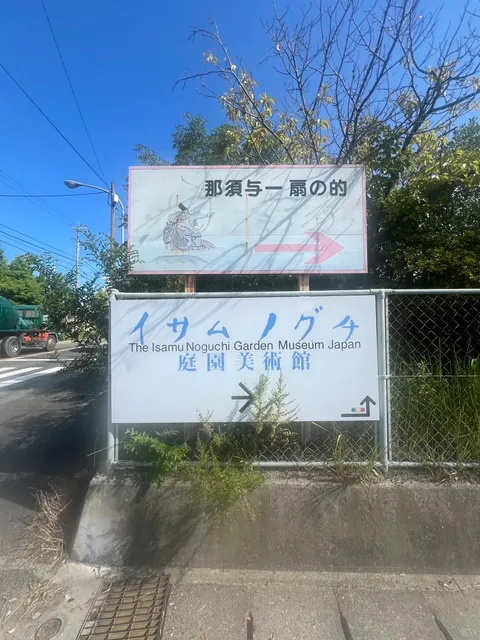 那須与一 扇の的
イサム ノグチ
The Isamu Noguchi Garden Museum Japan
庭園美術館